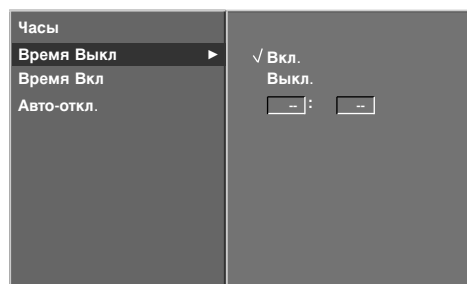 Часы
Время Выкл ►
Время Вкл
Авто-откл.
√ Вкл.
Выкл.
-- : --